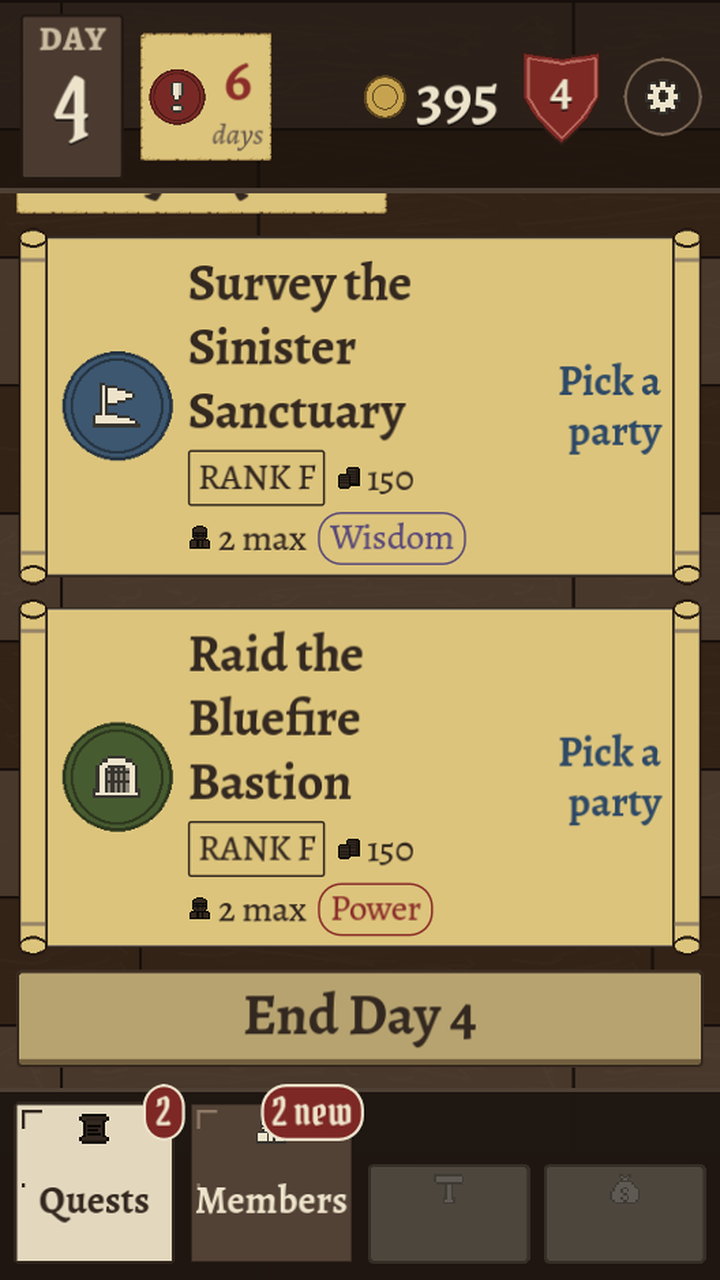 DAY
4
6
days
395
4
Survey the
Sinister
Sanctuary
RANK F 150
2 max Wisdom
Pick a
party
Raid the
Bluefire
Bastion
RANK F 150
2 max Power
Pick a
party
End Day 4
2
Quests
2 new
Members